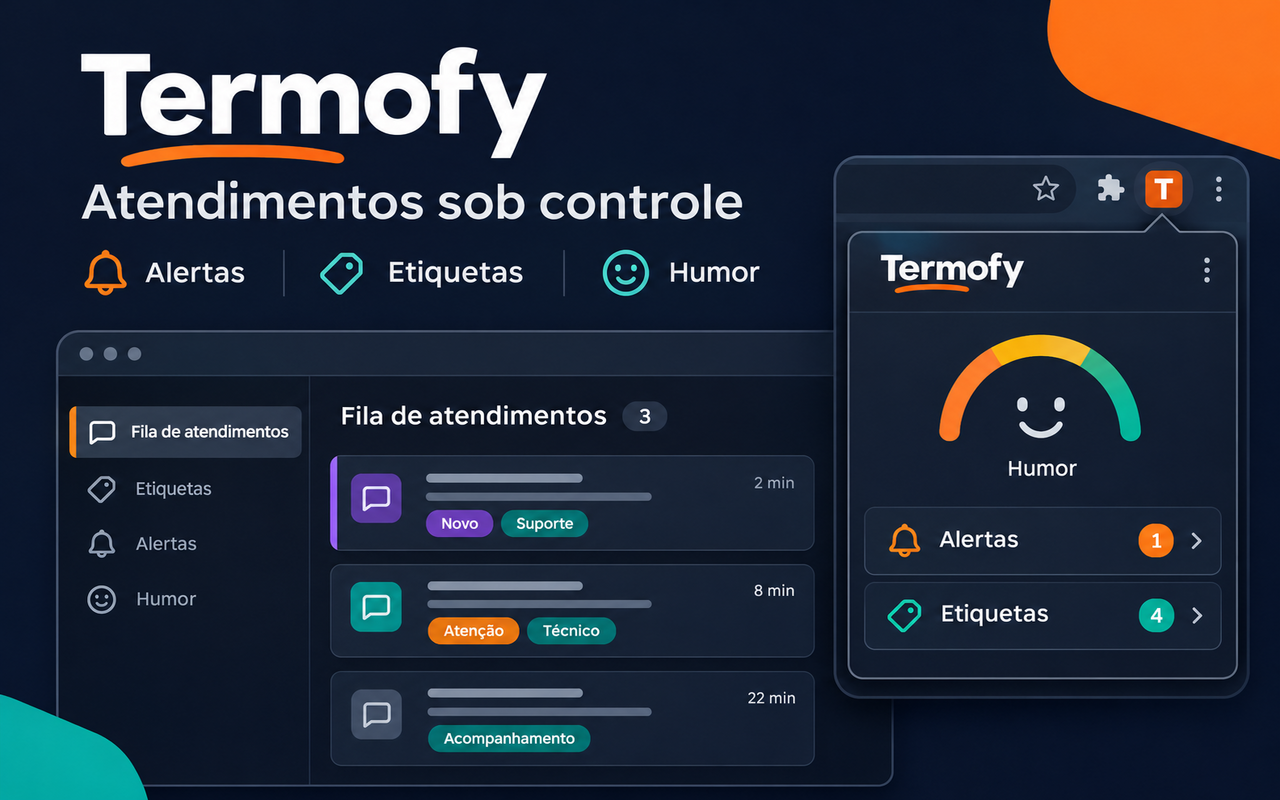 Termofy
Atendimentos sob controle
Alertas
Etiquetas
Humor
Fila de atendimentos
Etiquetas
Alertas
Humor
Fila de atendimentos 3
2 min
Novo Suporte
8 min
Atenção Técnico
22 min
Acompanhamento
T
Termofy
Humor
Alertas 1
Etiquetas 4